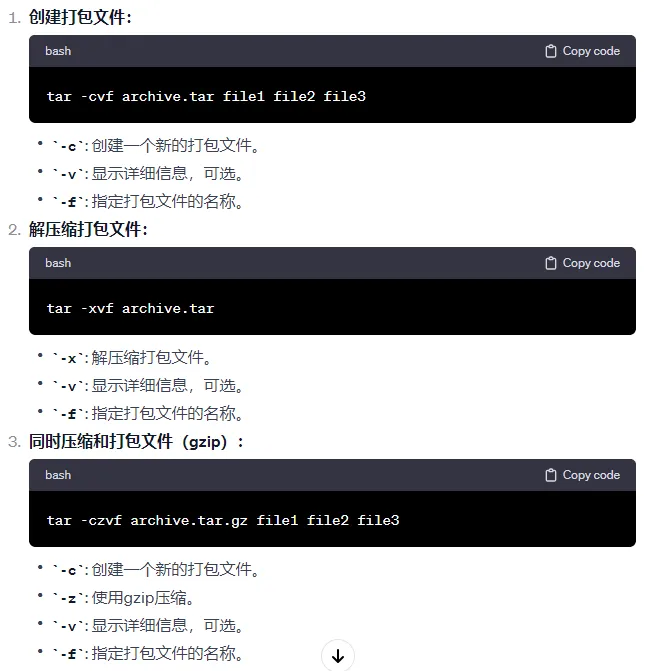 1. 创建打包文件：
bash Copy code
tar -cvf archive.tar file1 file2 file3
• `-c`: 创建一个新的打包文件。
• `-v`: 显示详细信息，可选。
• `-f`: 指定打包文件的名称。
2. 解压缩打包文件：
bash Copy code
tar -xvf archive.tar
• `-x`: 解压缩打包文件。
• `-v`: 显示详细信息，可选。
• `-f`: 指定打包文件的名称。
3. 同时压缩和打包文件（gzip）：
bash Copy code
tar -czvf archive.tar.gz file1 file2 file3
• `-c`: 创建一个新的打包文件。
• `-z`: 使用gzip压缩。
• `-v`: 显示详细信息，可选。
• `-f`: 指定打包文件的名称。